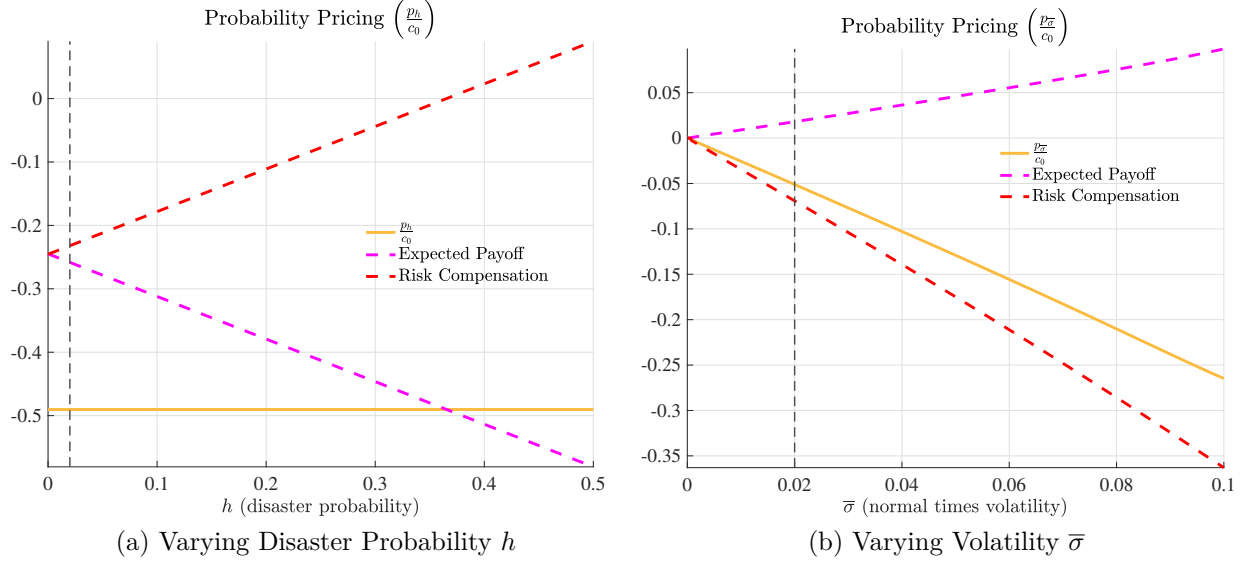 Probability Pricing (p_h/c_0)
0
-0.1
-0.2
-0.3
-0.4
-0.5
p_h/c_0
Expected Payoff
Risk Compensation
0 0.1 0.2 0.3 0.4 0.5
h (disaster probability)
(a) Varying Disaster Probability h
Probability Pricing (p_σ̅/c_0)
0.05
0
-0.05
-0.1
-0.15
-0.2
-0.25
-0.3
-0.35
p_σ̅/c_0
Expected Payoff
Risk Compensation
0 0.02 0.04 0.06 0.08 0.1
σ̅ (normal times volatility)
(b) Varying Volatility σ̅